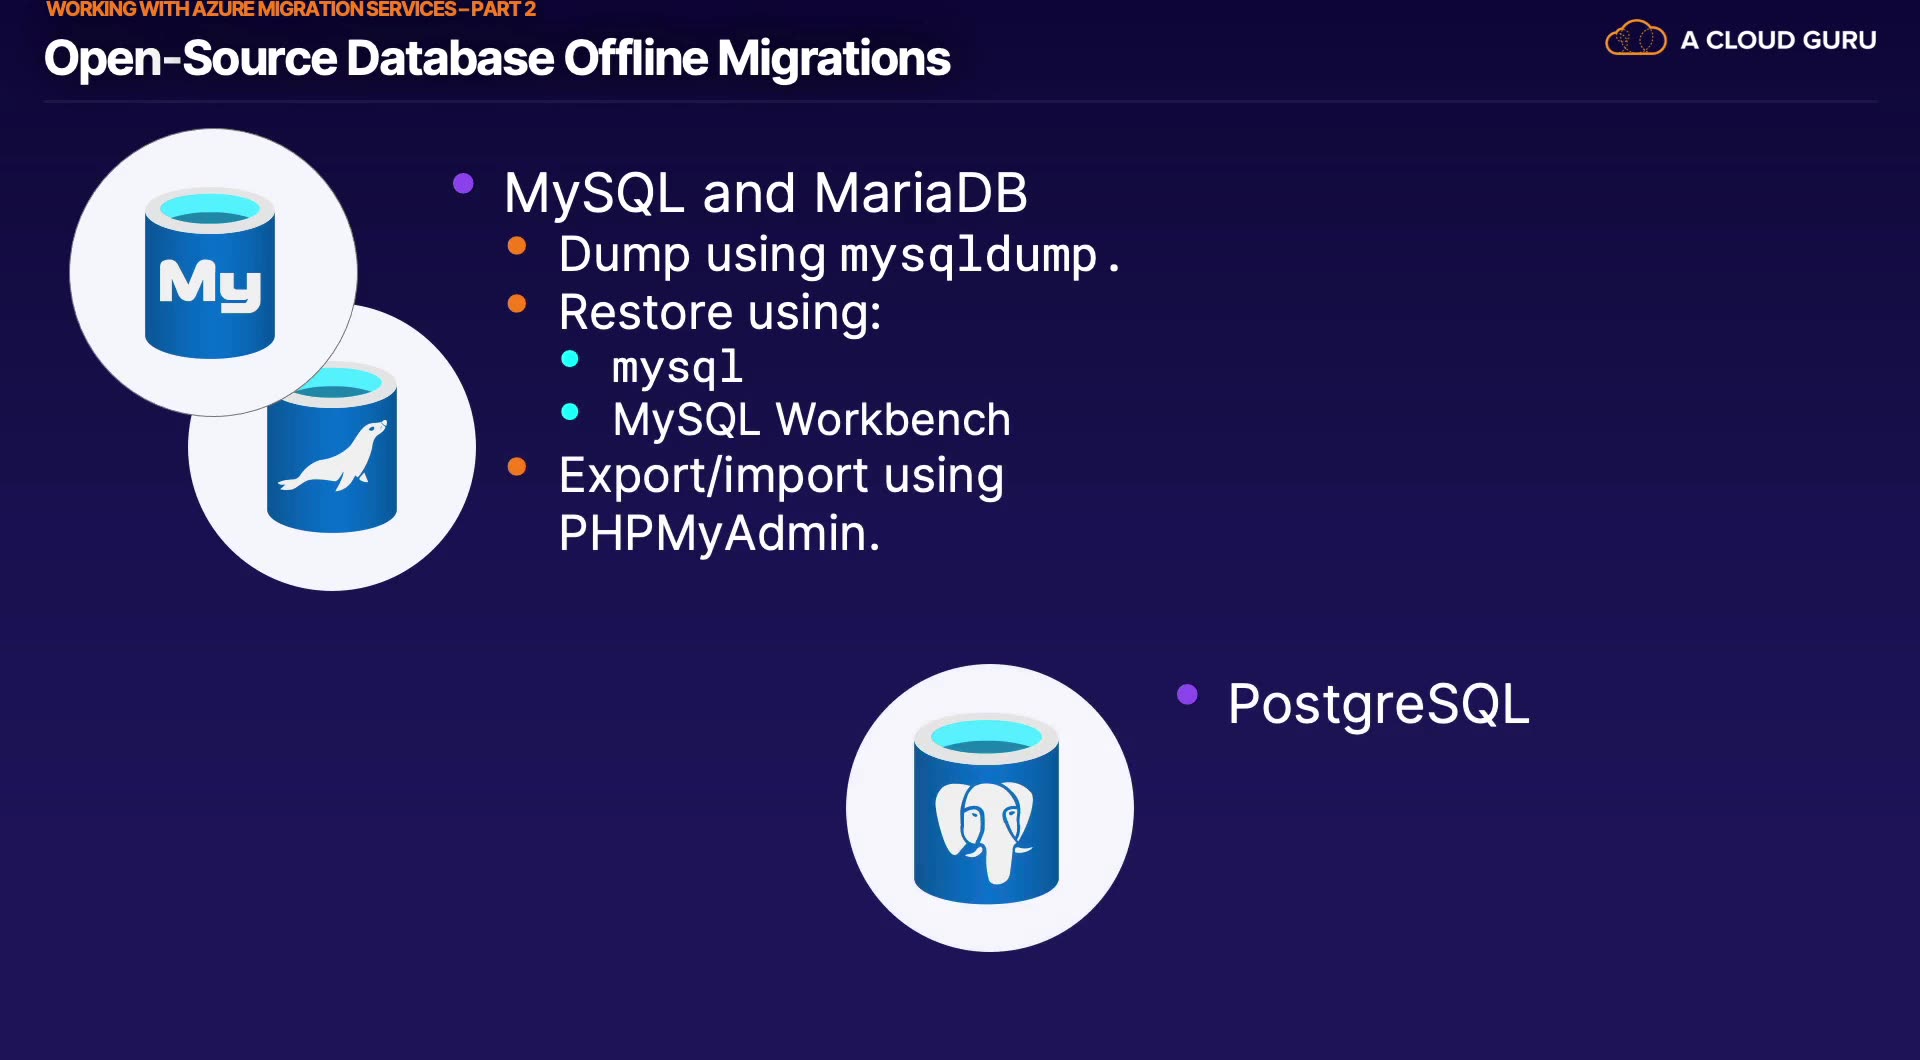 WORKING WITH AZURE MIGRATION SERVICES – PART 2
Open-Source Database Offline Migrations
A CLOUD GURU
My
MySQL and MariaDB
Dump using mysqldump.
Restore using:
mysql
MySQL Workbench
Export/import using
PHPMyAdmin.
PostgreSQL